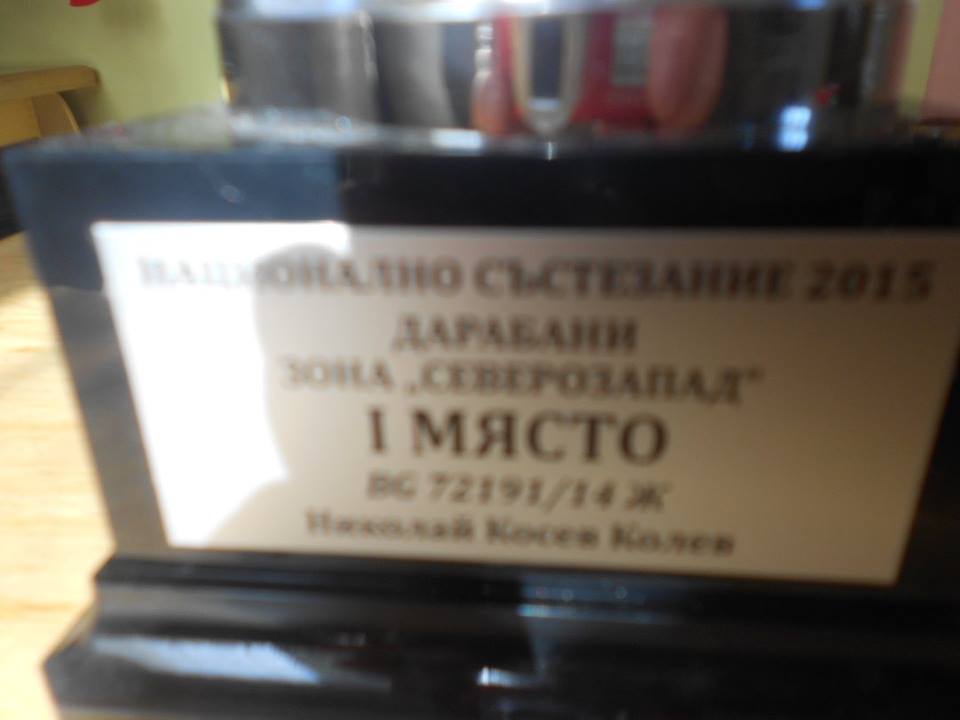 НАЦИОНАЛНО СЪСТЕЗАНИЕ 2015
ДАРАБАНИ
ЗОНА „СЕВЕРОЗАПАД"
I МЯСТО
BG 72191/14 Ж
Николай Косев Колев